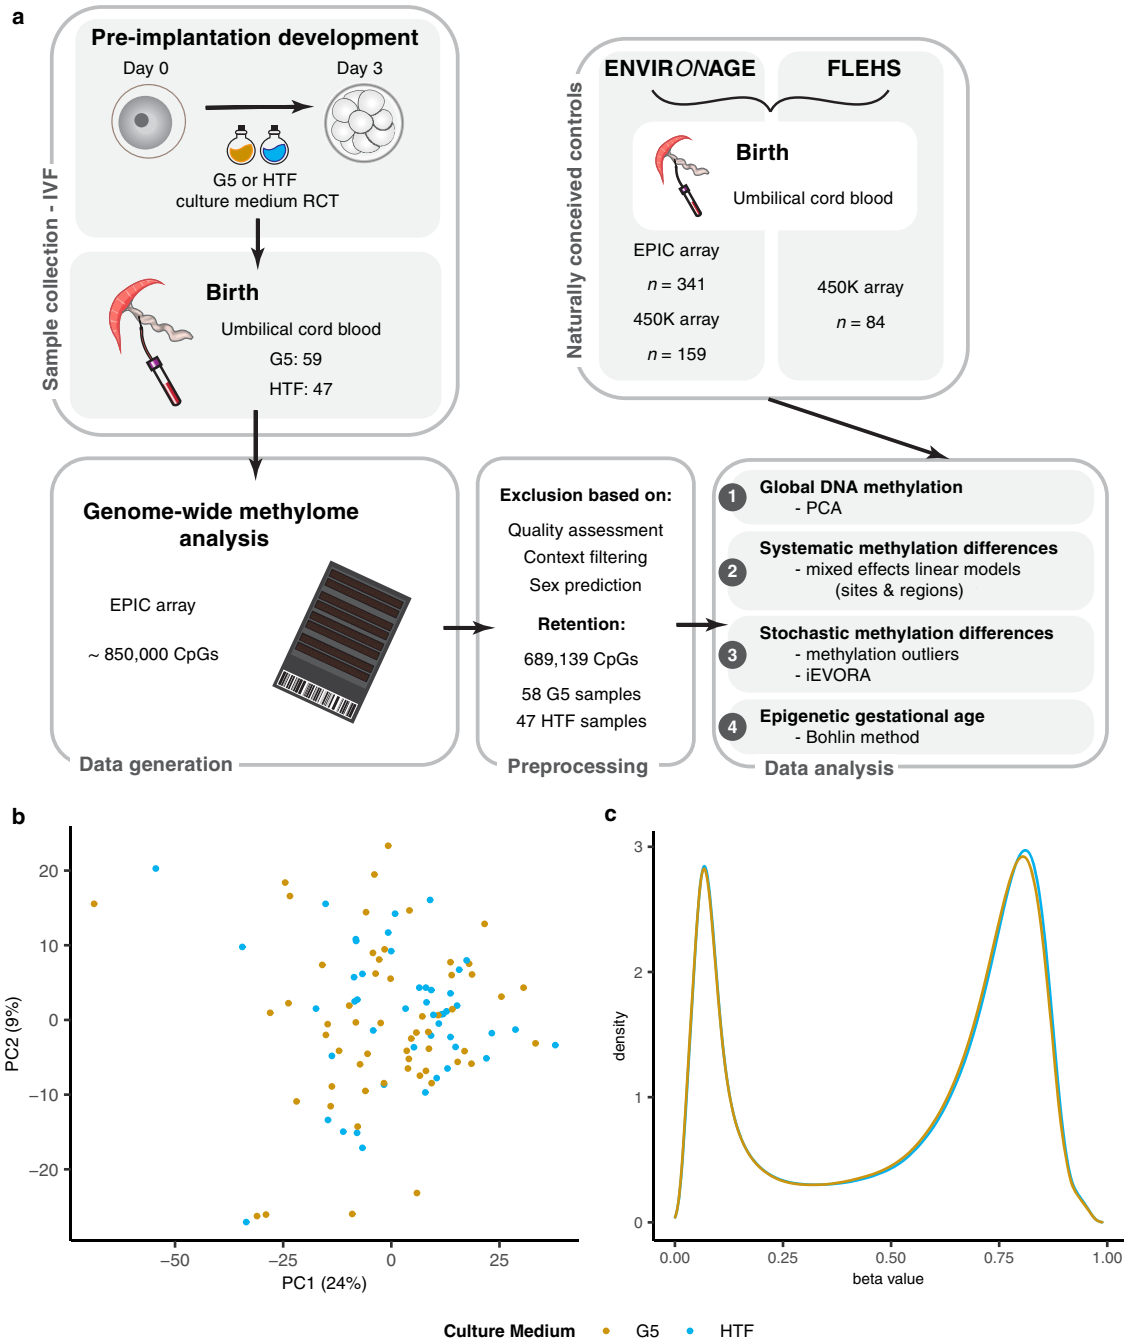 a
Pre-implantation development
Day 0
Day 3
G5 or HTF
culture medium RCT
Sample collection - IVF
Birth
Umbilical cord blood
G5: 59
HTF: 47
Naturally conceived controls
ENVIRONAGE
FLEHS
Birth
Umbilical cord blood
EPIC array
n = 341
450K array
n = 159
450K array
n = 84
Genome-wide methylome
analysis
EPIC array
~ 850,000 CpGs
Data generation
Exclusion based on:
Quality assessment
Context filtering
Sex prediction
Retention:
689,139 CpGs
58 G5 samples
47 HTF samples
Preprocessing
1
Global DNA methylation
- PCA
2
Systematic methylation differences
- mixed effects linear models
(sites & regions)
3
Stochastic methylation differences
- methylation outliers
- iEVORA
4
Epigenetic gestational age
- Bohlin method
Data analysis
b
20
10
0
−10
−20
PC2 (9%)
−50
−25
0
25
PC1 (24%)
c
3
2
1
0
density
0.00
0.25
0.50
0.75
1.00
beta value
Culture Medium
G5
HTF